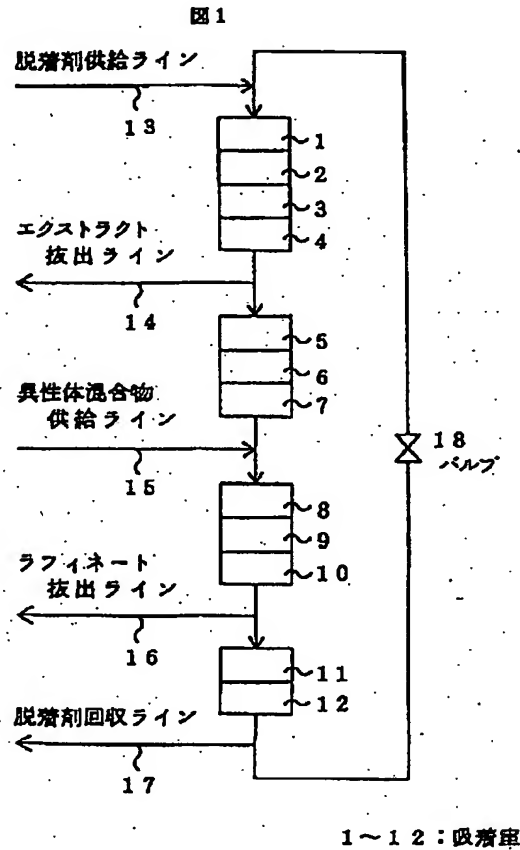 図1
脱着剤供給ライン
13
1
2
3
4
エクストラクト
抜出ライン
14
5
6
7
異性体混合物
供給ライン
15
18
バルブ
8
9
10
ラフィネート
抜出ライン
16
11
12
脱着剤回収ライン
17
1~12:吸着室